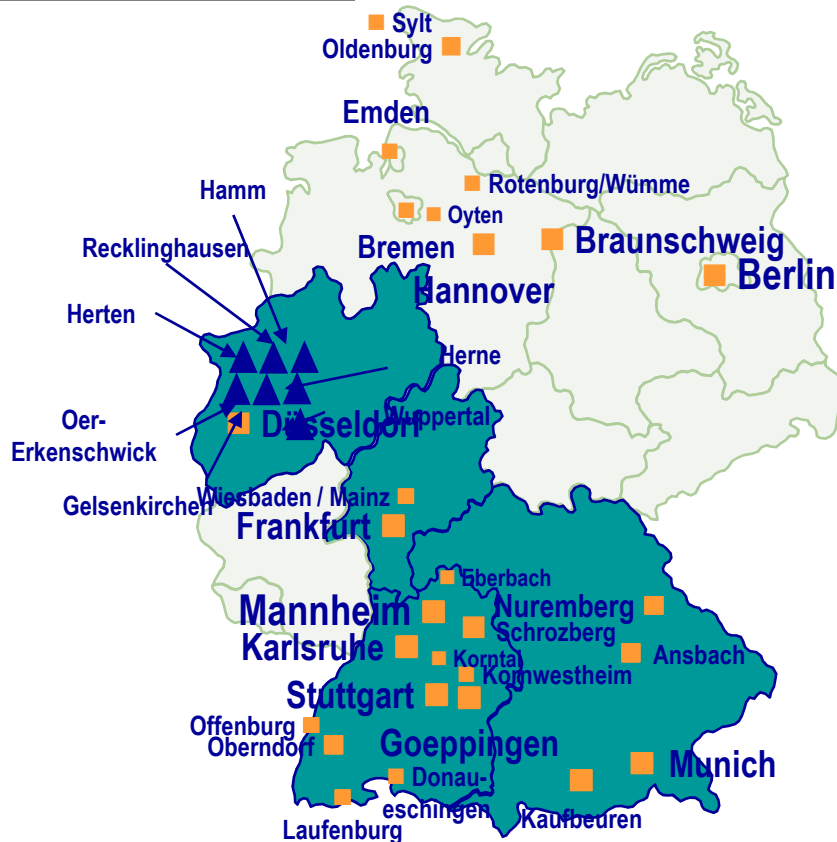 Sylt
Oldenburg
Emden
Rotenburg/Wümme
Hamm
Oyten
Recklinghausen
Bremen
Braunschweig
Berlin
Hannover
Herten
Herne
Oer-
Erkenschwick
Düsseldorf
Wuppertal
Gelsenkirchen
Wiesbaden / Mainz
Frankfurt
Eberbach
Mannheim
Nuremberg
Schrozberg
Karlsruhe
Korntal
Ansbach
Kornwestheim
Stuttgart
Offenburg
Oberndorf
Goeppingen
Munich
Donau-
eschingen
Kaufbeuren
Laufenburg